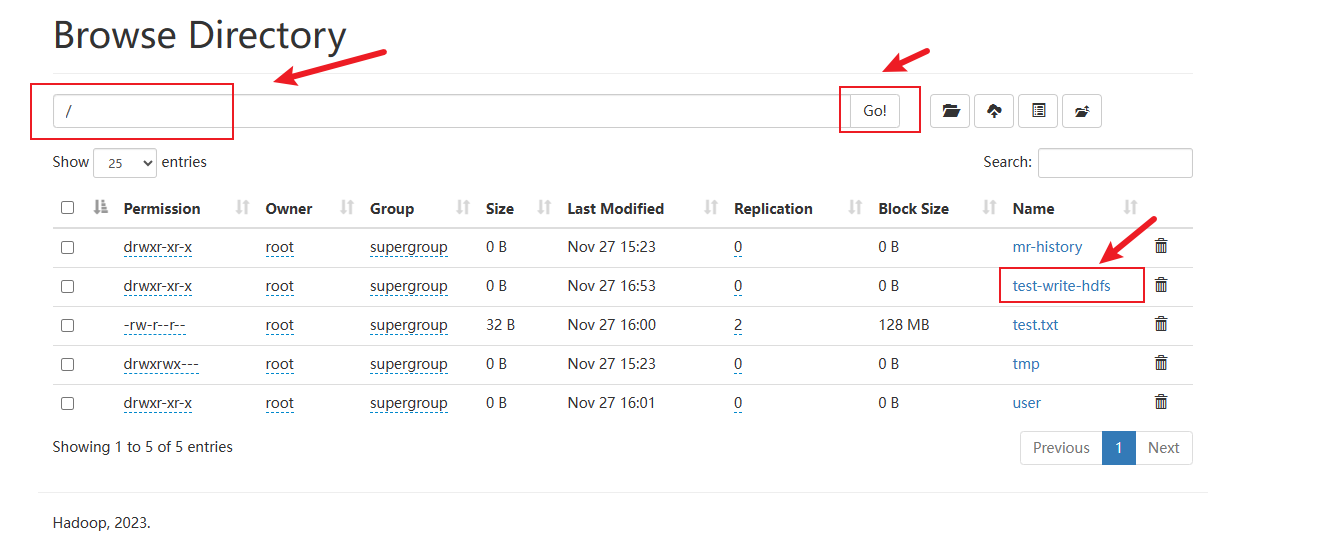 Browse Directory
/ Go!
Show 25 entries Search:
Permission Owner Group Size Last Modified Replication Block Size Name
drwxr-xr-x root supergroup 0 B Nov 27 15:23 0 0 B mr-history
drwxr-xr-x root supergroup 0 B Nov 27 16:53 0 0 B test-write-hdfs
-rw-r--r-- root supergroup 32 B Nov 27 16:00 2 128 MB test.txt
drwxrwx--- root supergroup 0 B Nov 27 15:23 0 0 B tmp
drwxr-xr-x root supergroup 0 B Nov 27 16:01 0 0 B user
Showing 1 to 5 of 5 entries Previous 1 Next
Hadoop, 2023.